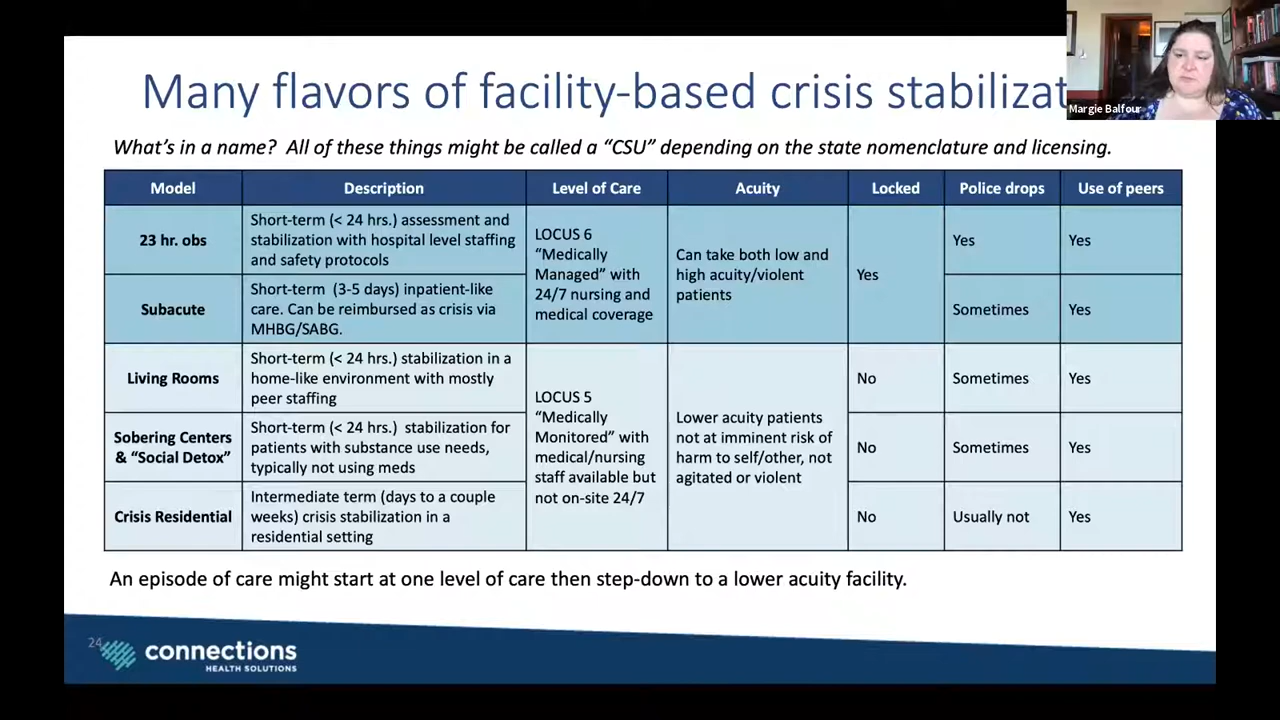 Many flavors of facility-based crisis stabilizat
Margie Balfour
What's in a name? All of these things might be called a "CSU" depending on the state nomenclature and licensing.
Model
Description
Level of Care
Acuity
Locked
Police drops
Use of peers
23 hr. obs
Short-term (< 24 hrs.) assessment and
stabilization with hospital level staffing
and safety protocols
LOCUS 6
"Medically
Managed" with
24/7 nursing and
medical coverage
Can take both low and
high acuity/violent
patients
Yes
Yes
Yes
Subacute
Short-term (3-5 days) inpatient-like
care. Can be reimbursed as crisis via
MHBG/SABG.
Sometimes
Yes
Living Rooms
Short-term (< 24 hrs.) stabilization in a
home-like environment with mostly
peer staffing
LOCUS 5
"Medically
Monitored" with
medical/nursing
staff available but
not on-site 24/7
Lower acuity patients
not at imminent risk of
harm to self/other, not
agitated or violent
No
Sometimes
Yes
Sobering Centers
& "Social Detox"
Short-term (< 24 hrs.) stabilization for
patients with substance use needs,
typically not using meds
No
Sometimes
Yes
Crisis Residential
Intermediate term (days to a couple
weeks) crisis stabilization in a
residential setting
No
Usually not
Yes
An episode of care might start at one level of care then step-down to a lower acuity facility.
24
connections
HEALTH SOLUTIONS